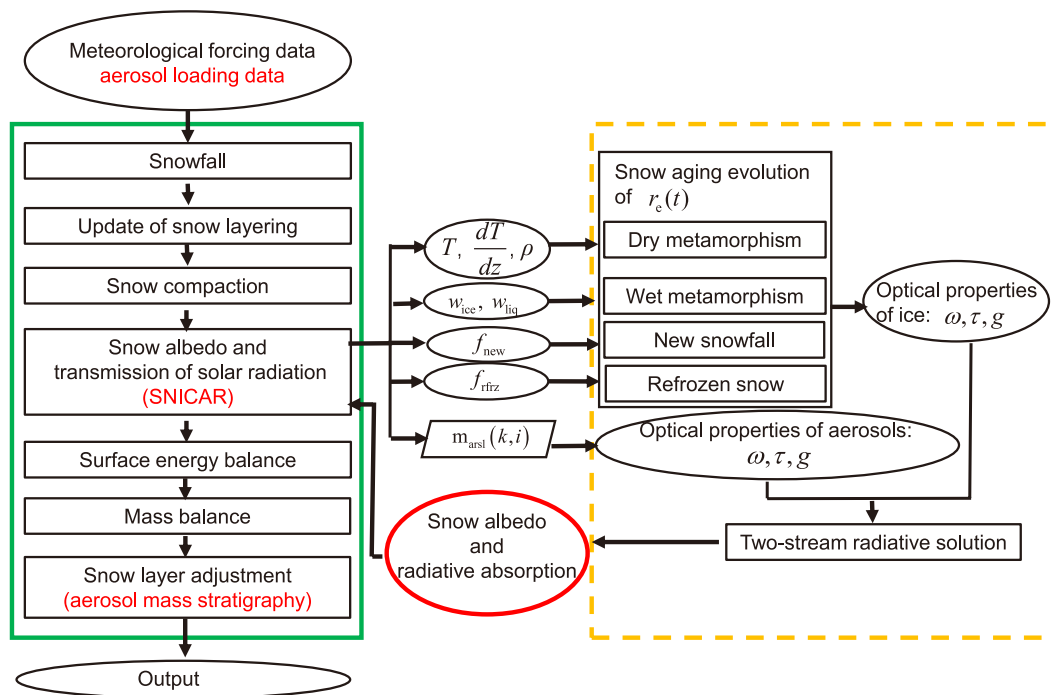 Meteorological forcing data
aerosol loading data
Snowfall
Update of snow layering
Snow compaction
Snow albedo and
transmission of solar radiation
(SNICAR)
Surface energy balance
Mass balance
Snow layer adjustment
(aerosol mass stratigraphy)
Output
T, dT/dz, ρ
w_ice, w_liq
f_new
f_rfrz
m_arsl(k,i)
Snow albedo
and
radiative absorption
Snow aging evolution
of r_e(t)
Dry metamorphism
Wet metamorphism
New snowfall
Refrozen snow
Optical properties of aerosols:
ω,τ,g
Optical properties
of ice: ω,τ,g
Two-stream radiative solution